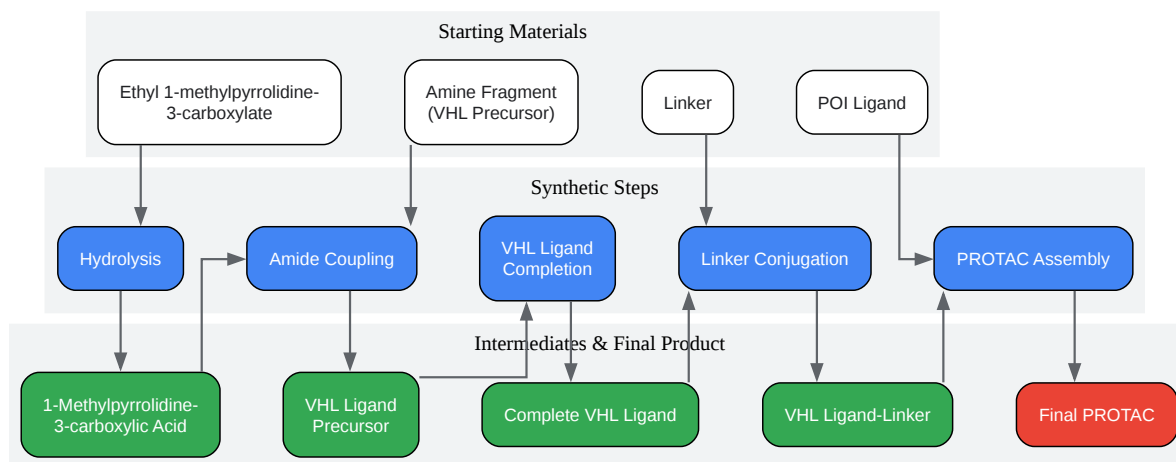 Starting Materials
Ethyl 1-methylpyrrolidine-
3-carboxylate
Amine Fragment
(VHL Precursor)
Linker
POI Ligand
Synthetic Steps
Hydrolysis
Amide Coupling
VHL Ligand
Completion
Linker Conjugation
PROTAC Assembly
Intermediates & Final Product
1-Methylpyrrolidine-
3-carboxylic Acid
VHL Ligand
Precursor
Complete VHL Ligand
VHL Ligand-Linker
Final PROTAC